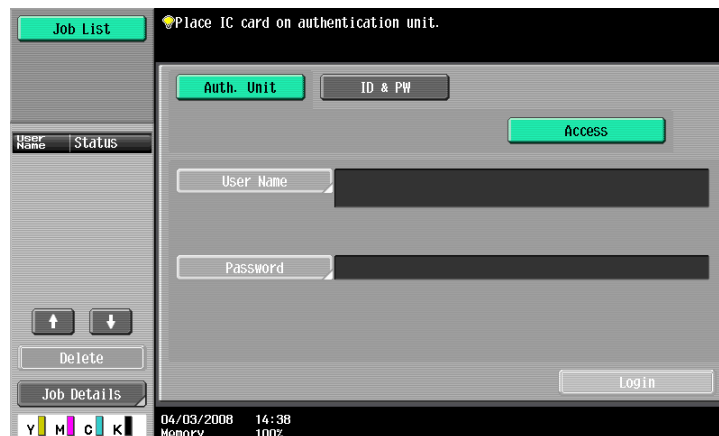 Job List
Place IC card on authentication unit.
Auth. Unit
ID & PW
Access
User Name
Status
User Name
Password
Delete
Job Details
Login
Y M C K
04/03/2008 14:38
Memory 100%